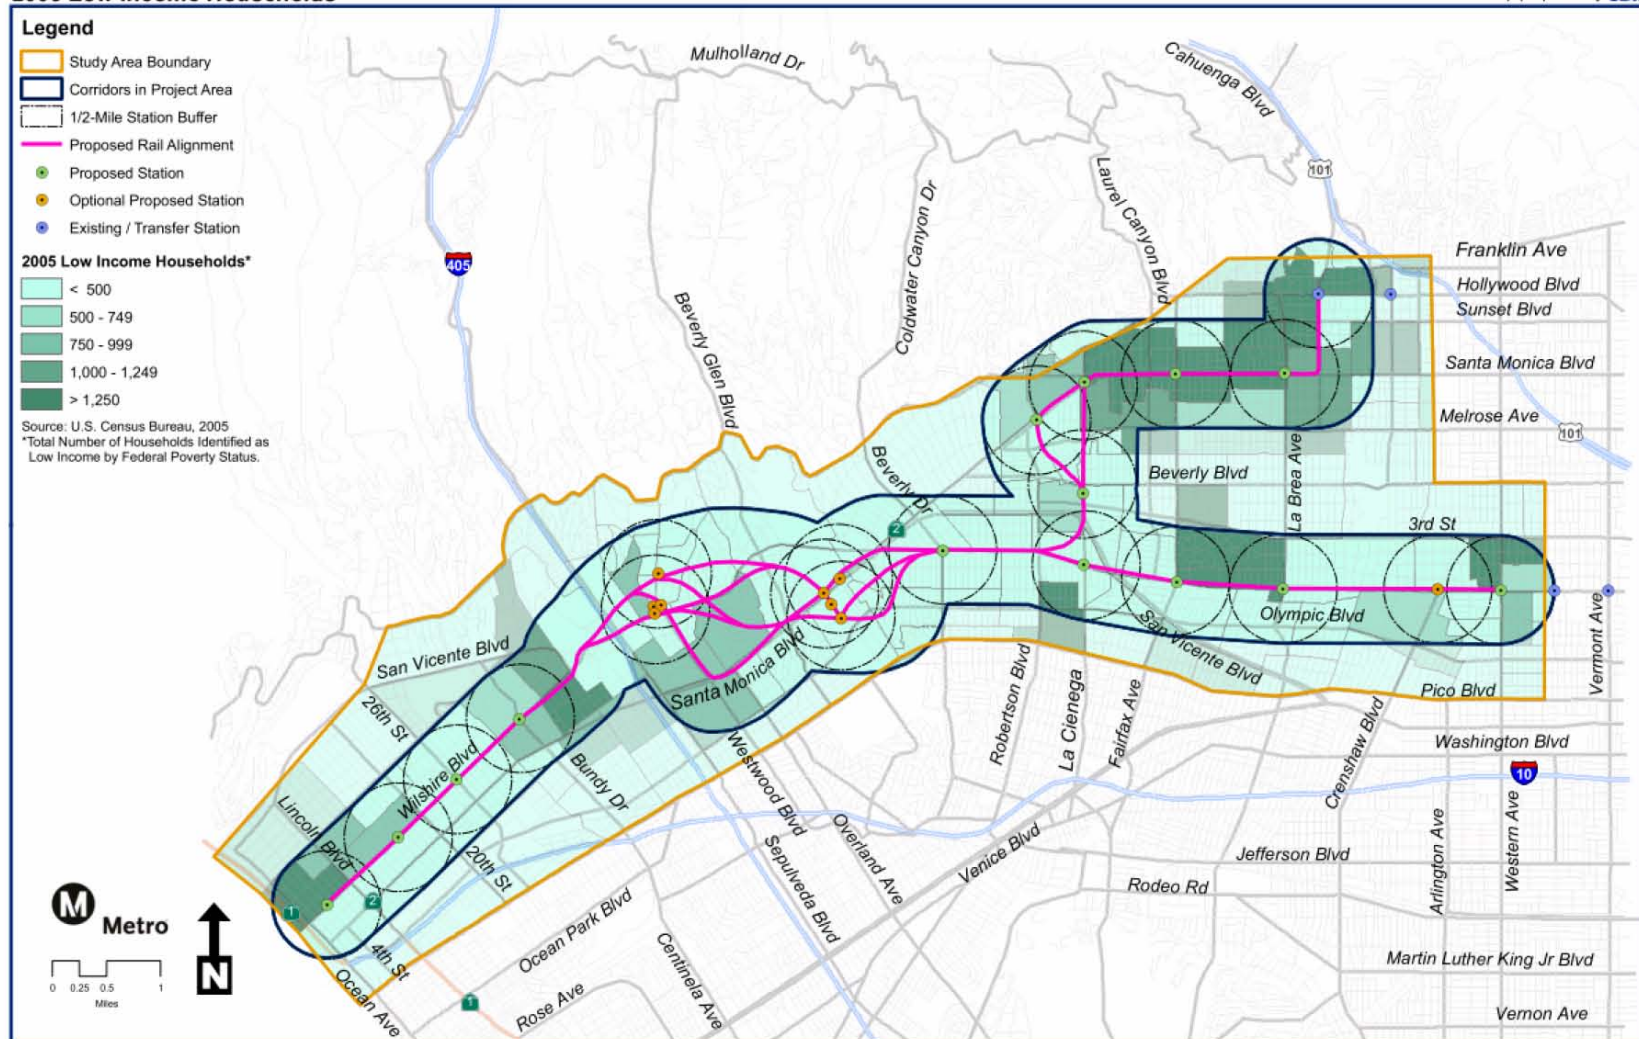 Legend
Study Area Boundary
Corridors in Project Area
1/2-Mile Station Buffer
Proposed Rail Alignment
Proposed Station
Optional Proposed Station
Existing / Transfer Station
2005 Low Income Households*
< 500
500 - 749
750 - 999
1,000 - 1,249
> 1,250
Source: U.S. Census Bureau, 2005
*Total Number of Households Identified as
Low Income by Federal Poverty Status.
Mulholland Dr
Cahuenga Blvd
101
405
Laurel Canyon Blvd
Coldwater Canyon Dr
Beverly Glen Blvd
Franklin Ave
Hollywood Blvd
Sunset Blvd
Santa Monica Blvd
Melrose Ave
101
Beverly Blvd
La Brea Ave
Beverly Dr
2
3rd St
Olympic Blvd
San Vicente Blvd
Vermont Ave
Pico Blvd
San Vicente Blvd
Santa Monica Blvd
26th St
Wilshire Blvd
Bundy Dr
Lincoln Blvd
20th St
Westwood Blvd
Robertson Blvd
La Cienega
Fairfax Ave
Crenshaw Blvd
Washington Blvd
10
Overland Ave
Sepulveda Blvd
Venice Blvd
Jefferson Blvd
Rodeo Rd
Arlington Ave
Western Ave
1
2
4th St
Ocean Ave
Ocean Park Blvd
Centinela Ave
Rose Ave
1
Martin Luther King Jr Blvd
Vernon Ave
M
Metro
0 0.25 0.5 1
Miles
N